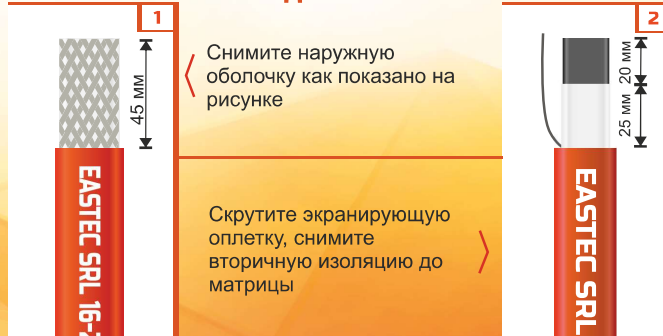 1
45 мм
EASTEC SRL 16-
Снимите наружную
оболочку как показано на
рисунке
Скрутите экранирующую
оплетку, снимите
вторичную изоляцию до
матрицы
2
20 мм
25 мм
EASTEC SRL